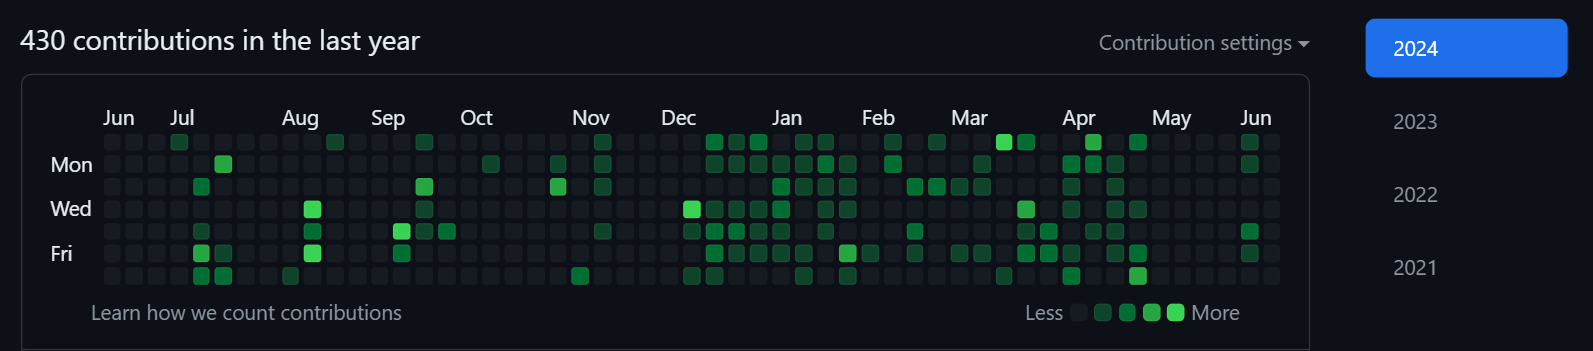 430 contributions in the last year
Contribution settings
2024
2023
2022
2021
Jun Jul Aug Sep Oct Nov Dec Jan Feb Mar Apr May Jun
Mon
Wed
Fri
Learn how we count contributions
Less More